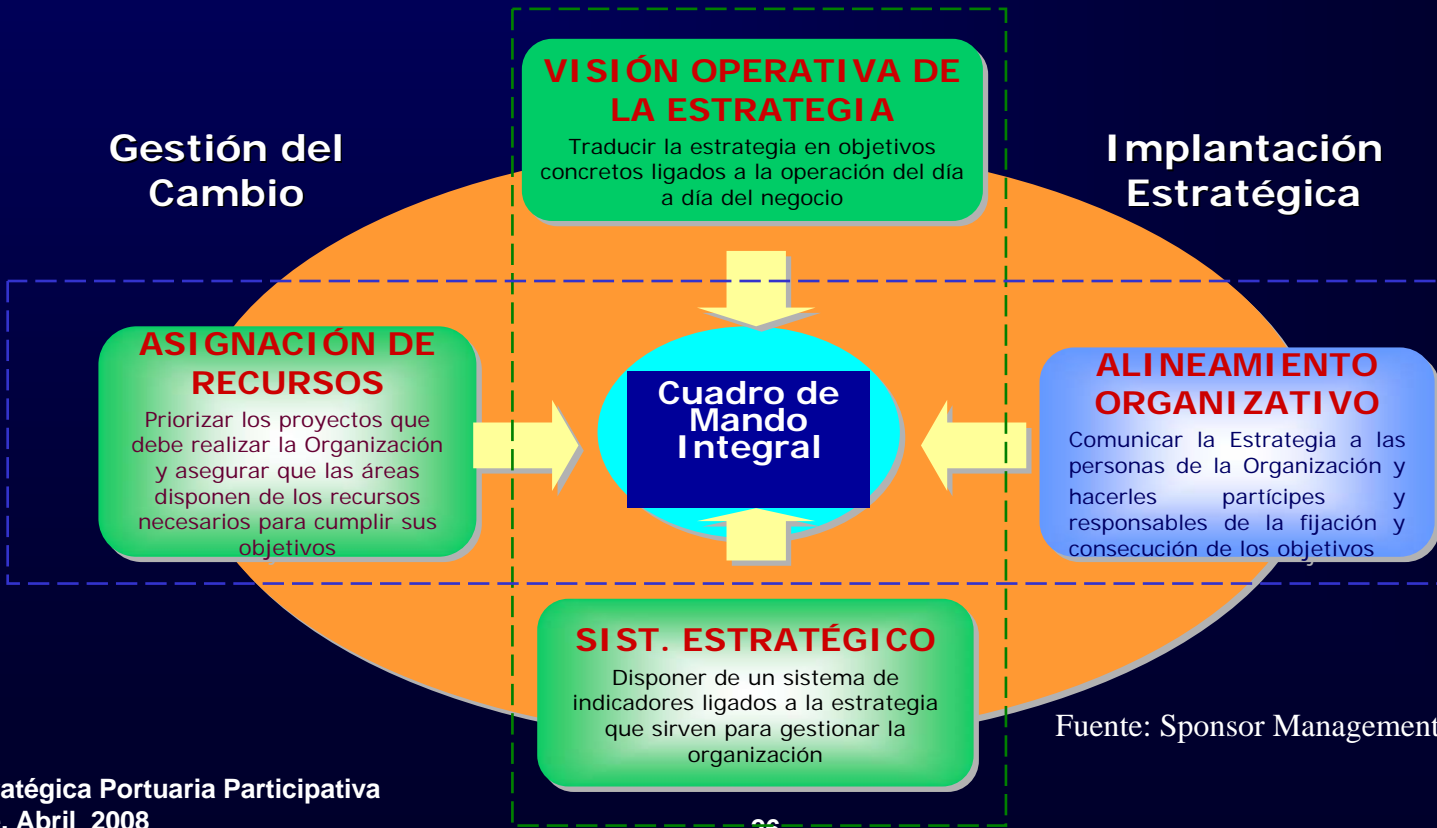 VISIÓN OPERATIVA DE
LA ESTRATEGIA
Traducir la estrategia en objetivos
concretos ligados a la operación del día
a día del negocio
Gestión del
Cambio
Implantación
Estratégica
ASIGNACIÓN DE
RECURSOS
Priorizar los proyectos que
debe realizar la Organización
y asegurar que las áreas
disponen de los recursos
necesarios para cumplir sus
objetivos
Cuadro de
Mando
Integral
ALINEAMIENTO
ORGANIZATIVO
Comunicar la Estrategia a las
personas de la Organización y
hacerles partícipes y
responsables de la fijación y
consecución de los objetivos
SIST. ESTRATÉGICO
Disponer de un sistema de
indicadores ligados a la estrategia
que sirven para gestionar la
organización
Fuente: Sponsor Management
atégica Portuaria Participativa
. Abril 2008